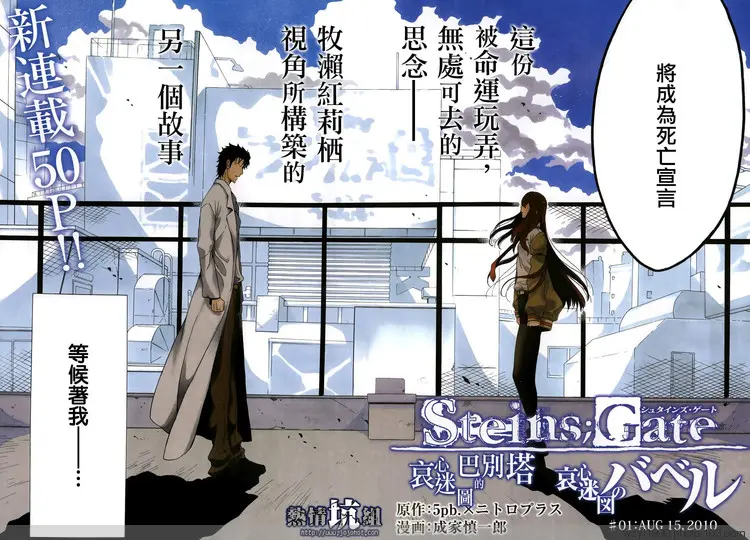 將成為死亡宣言
這份
被命運玩弄，
無處可去的
思念——
牧瀨紅莉栖
視角所構築的
另一個故事
新連載50P!!
等候著我——……
シュタインズ・ゲート
Steins;Gate
哀心迷圖的巴別塔
哀心迷図のバベル
原作:5pb.×ニトロプラス
漫画:成家慎一郎
#01:AUG 15,2010
熱情坑組